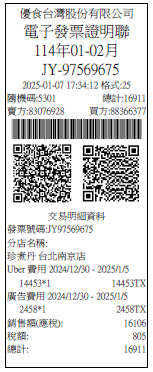 優食台灣股份有限公司
電子發票證明聯
114年01-02月
JY-97569675
2025-01-07 17:34:12 格式:25
隨機碼:5301 總計:16911
賣方:83076928 買方:88366377
交易明細資料
發票號碼:JY97569675
分店名稱:
珍煮丹 台北南京店
Uber 費用 2024/12/30 - 2025/1/5
14453*1 14453TX
廣告費用 2024/12/30 - 2025/1/5
2458*1 2458TX
銷售額(應稅): 16106
稅額: 805
總計: 16911